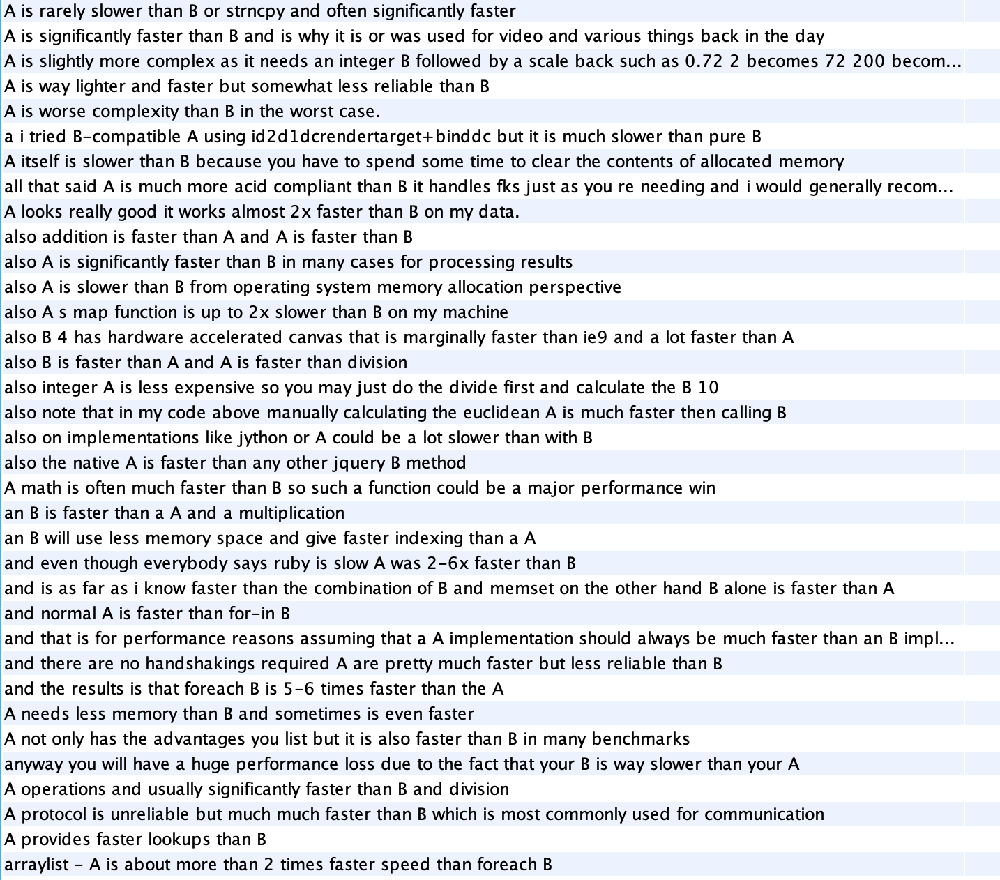 A is rarely slower than B or strncpy and often significantly faster
A is significantly faster than B and is why it is or was used for video and various things back in the day
A is slightly more complex as it needs an integer B followed by a scale back such as 0.72 2 becomes 72 200 becom...
A is way lighter and faster but somewhat less reliable than B
A is worse complexity than B in the worst case.
a i tried B-compatible A using id2d1dcrendertarget+binddc but it is much slower than pure B
A itself is slower than B because you have to spend some time to clear the contents of allocated memory
all that said A is much more acid compliant than B it handles fks just as you re needing and i would generally recom...
A looks really good it works almost 2x faster than B on my data.
also addition is faster than A and A is faster than B
also A is significantly faster than B in many cases for processing results
also A is slower than B from operating system memory allocation perspective
also A s map function is up to 2x slower than B on my machine
also B 4 has hardware accelerated canvas that is marginally faster than ie9 and a lot faster than A
also B is faster than A and A is faster than division
also integer A is less expensive so you may just do the divide first and calculate the B 10
also note that in my code above manually calculating the euclidean A is much faster then calling B
also on implementations like jython or A could be a lot slower than with B
also the native A is faster than any other jquery B method
A math is often much faster than B so such a function could be a major performance win
an B is faster than a A and a multiplication
an B will use less memory space and give faster indexing than a A
and even though everybody says ruby is slow A was 2-6x faster than B
and is as far as i know faster than the combination of B and memset on the other hand B alone is faster than A
and normal A is faster than for-in B
and that is for performance reasons assuming that a A implementation should always be much faster than an B impl...
and there are no handshakings required A are pretty much faster but less reliable than B
and the results is that foreach B is 5-6 times faster than the A
A needs less memory than B and sometimes is even faster
A not only has the advantages you list but it is also faster than B in many benchmarks
anyway you will have a huge performance loss due to the fact that your B is way slower than your A
A operations and usually significantly faster than B and division
A protocol is unreliable but much much faster than B which is most commonly used for communication
A provides faster lookups than B
arraylist - A is about more than 2 times faster speed than foreach B